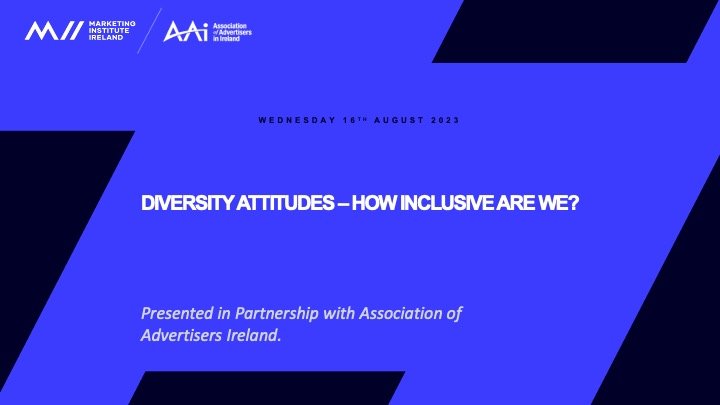 MARKETING
INSTITUTE
IRELAND
AAi
Association
of Advertisers
in Ireland
WEDNESDAY 16TH AUGUST 2023
DIVERSITY ATTITUDES – HOW INCLUSIVE ARE WE?
Presented in Partnership with Association of
Advertisers Ireland.